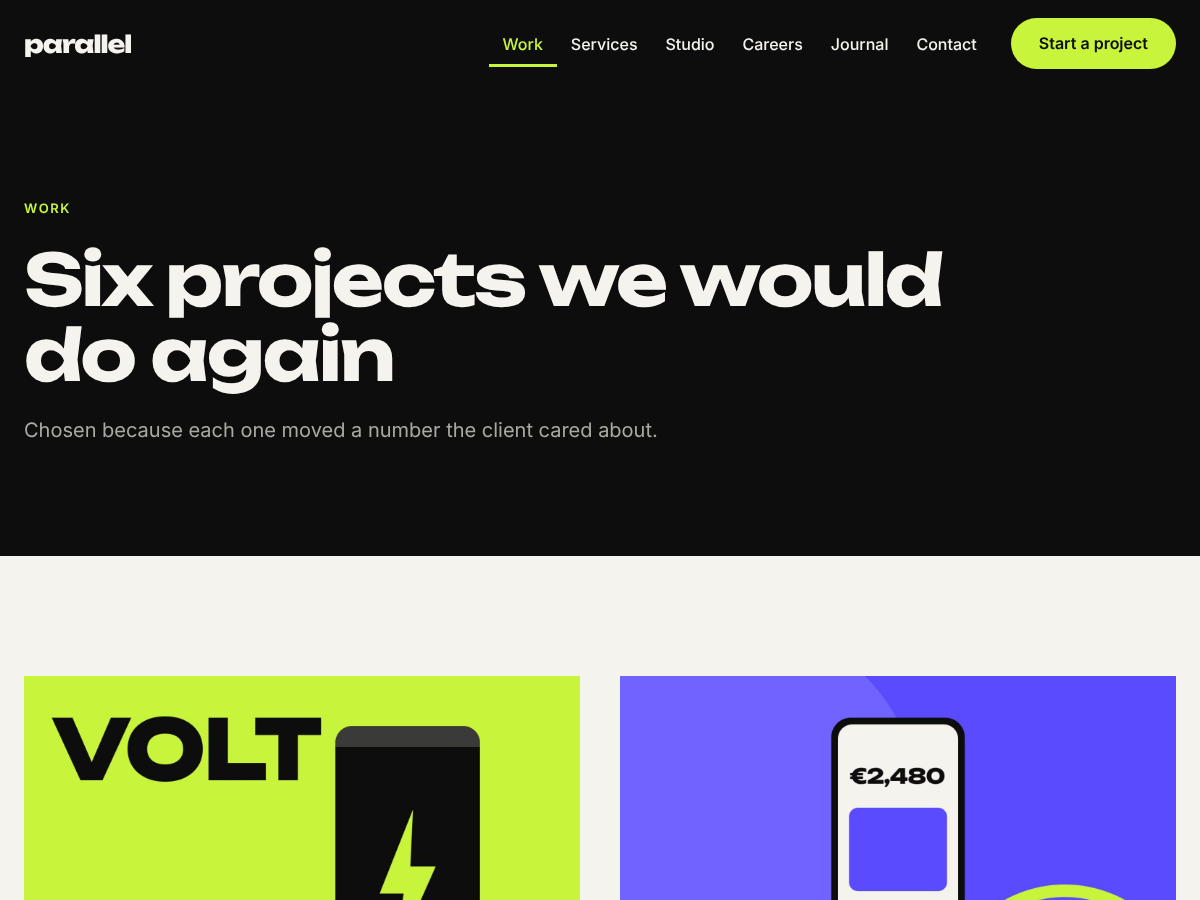 parallel
Work
Services
Studio
Careers
Journal
Contact
Start a project
WORK
Six projects we would
do again
Chosen because each one moved a number the client cared about.
VOLT
€2,480